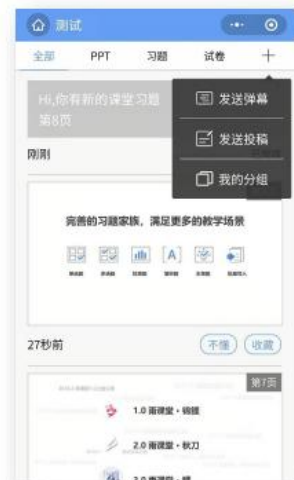 测试
全部 PPT 习题 试卷
Hi,你有新的课堂习题
第8页
发送弹幕
发送投稿
我的分组
刚刚
完善的习题家族，满足更多的教学场景
27秒前 不懂 收藏
第7页
1.0 雨课堂·锦鲤
2.0 雨课堂·秋刀